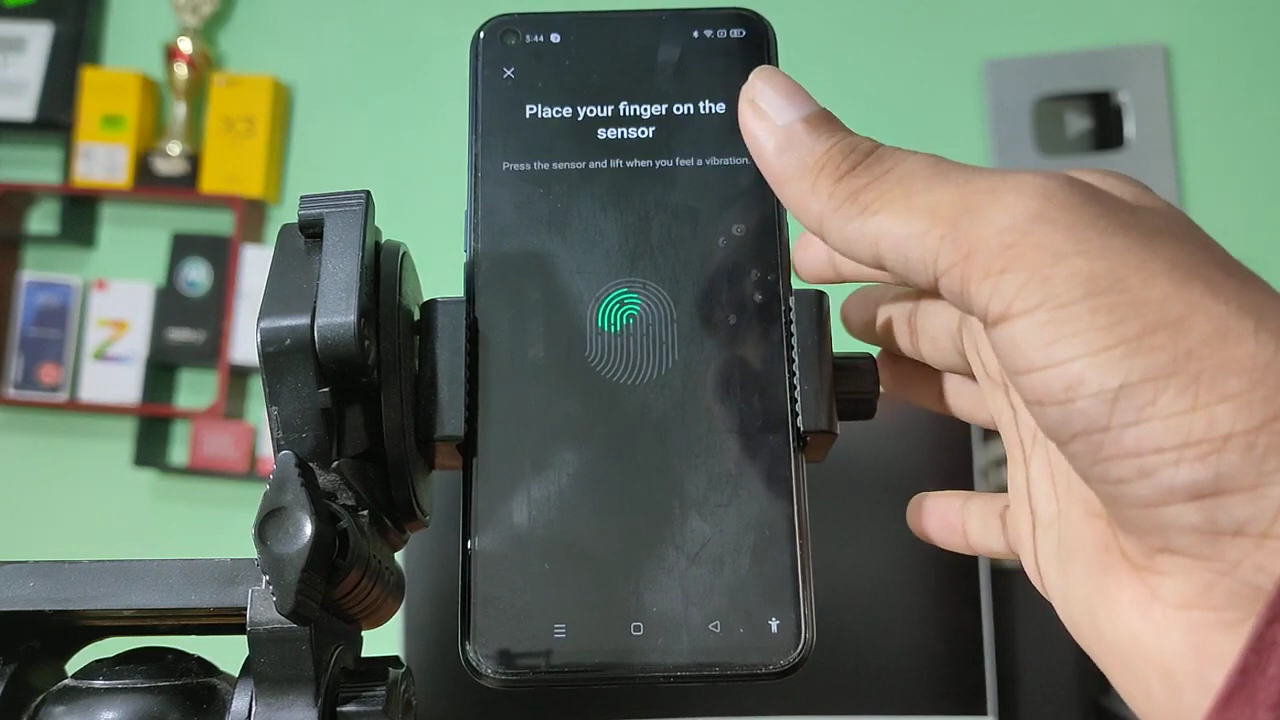 5:44
Place your finger on the
sensor
Press the sensor and lift when you feel a vibration.
Z